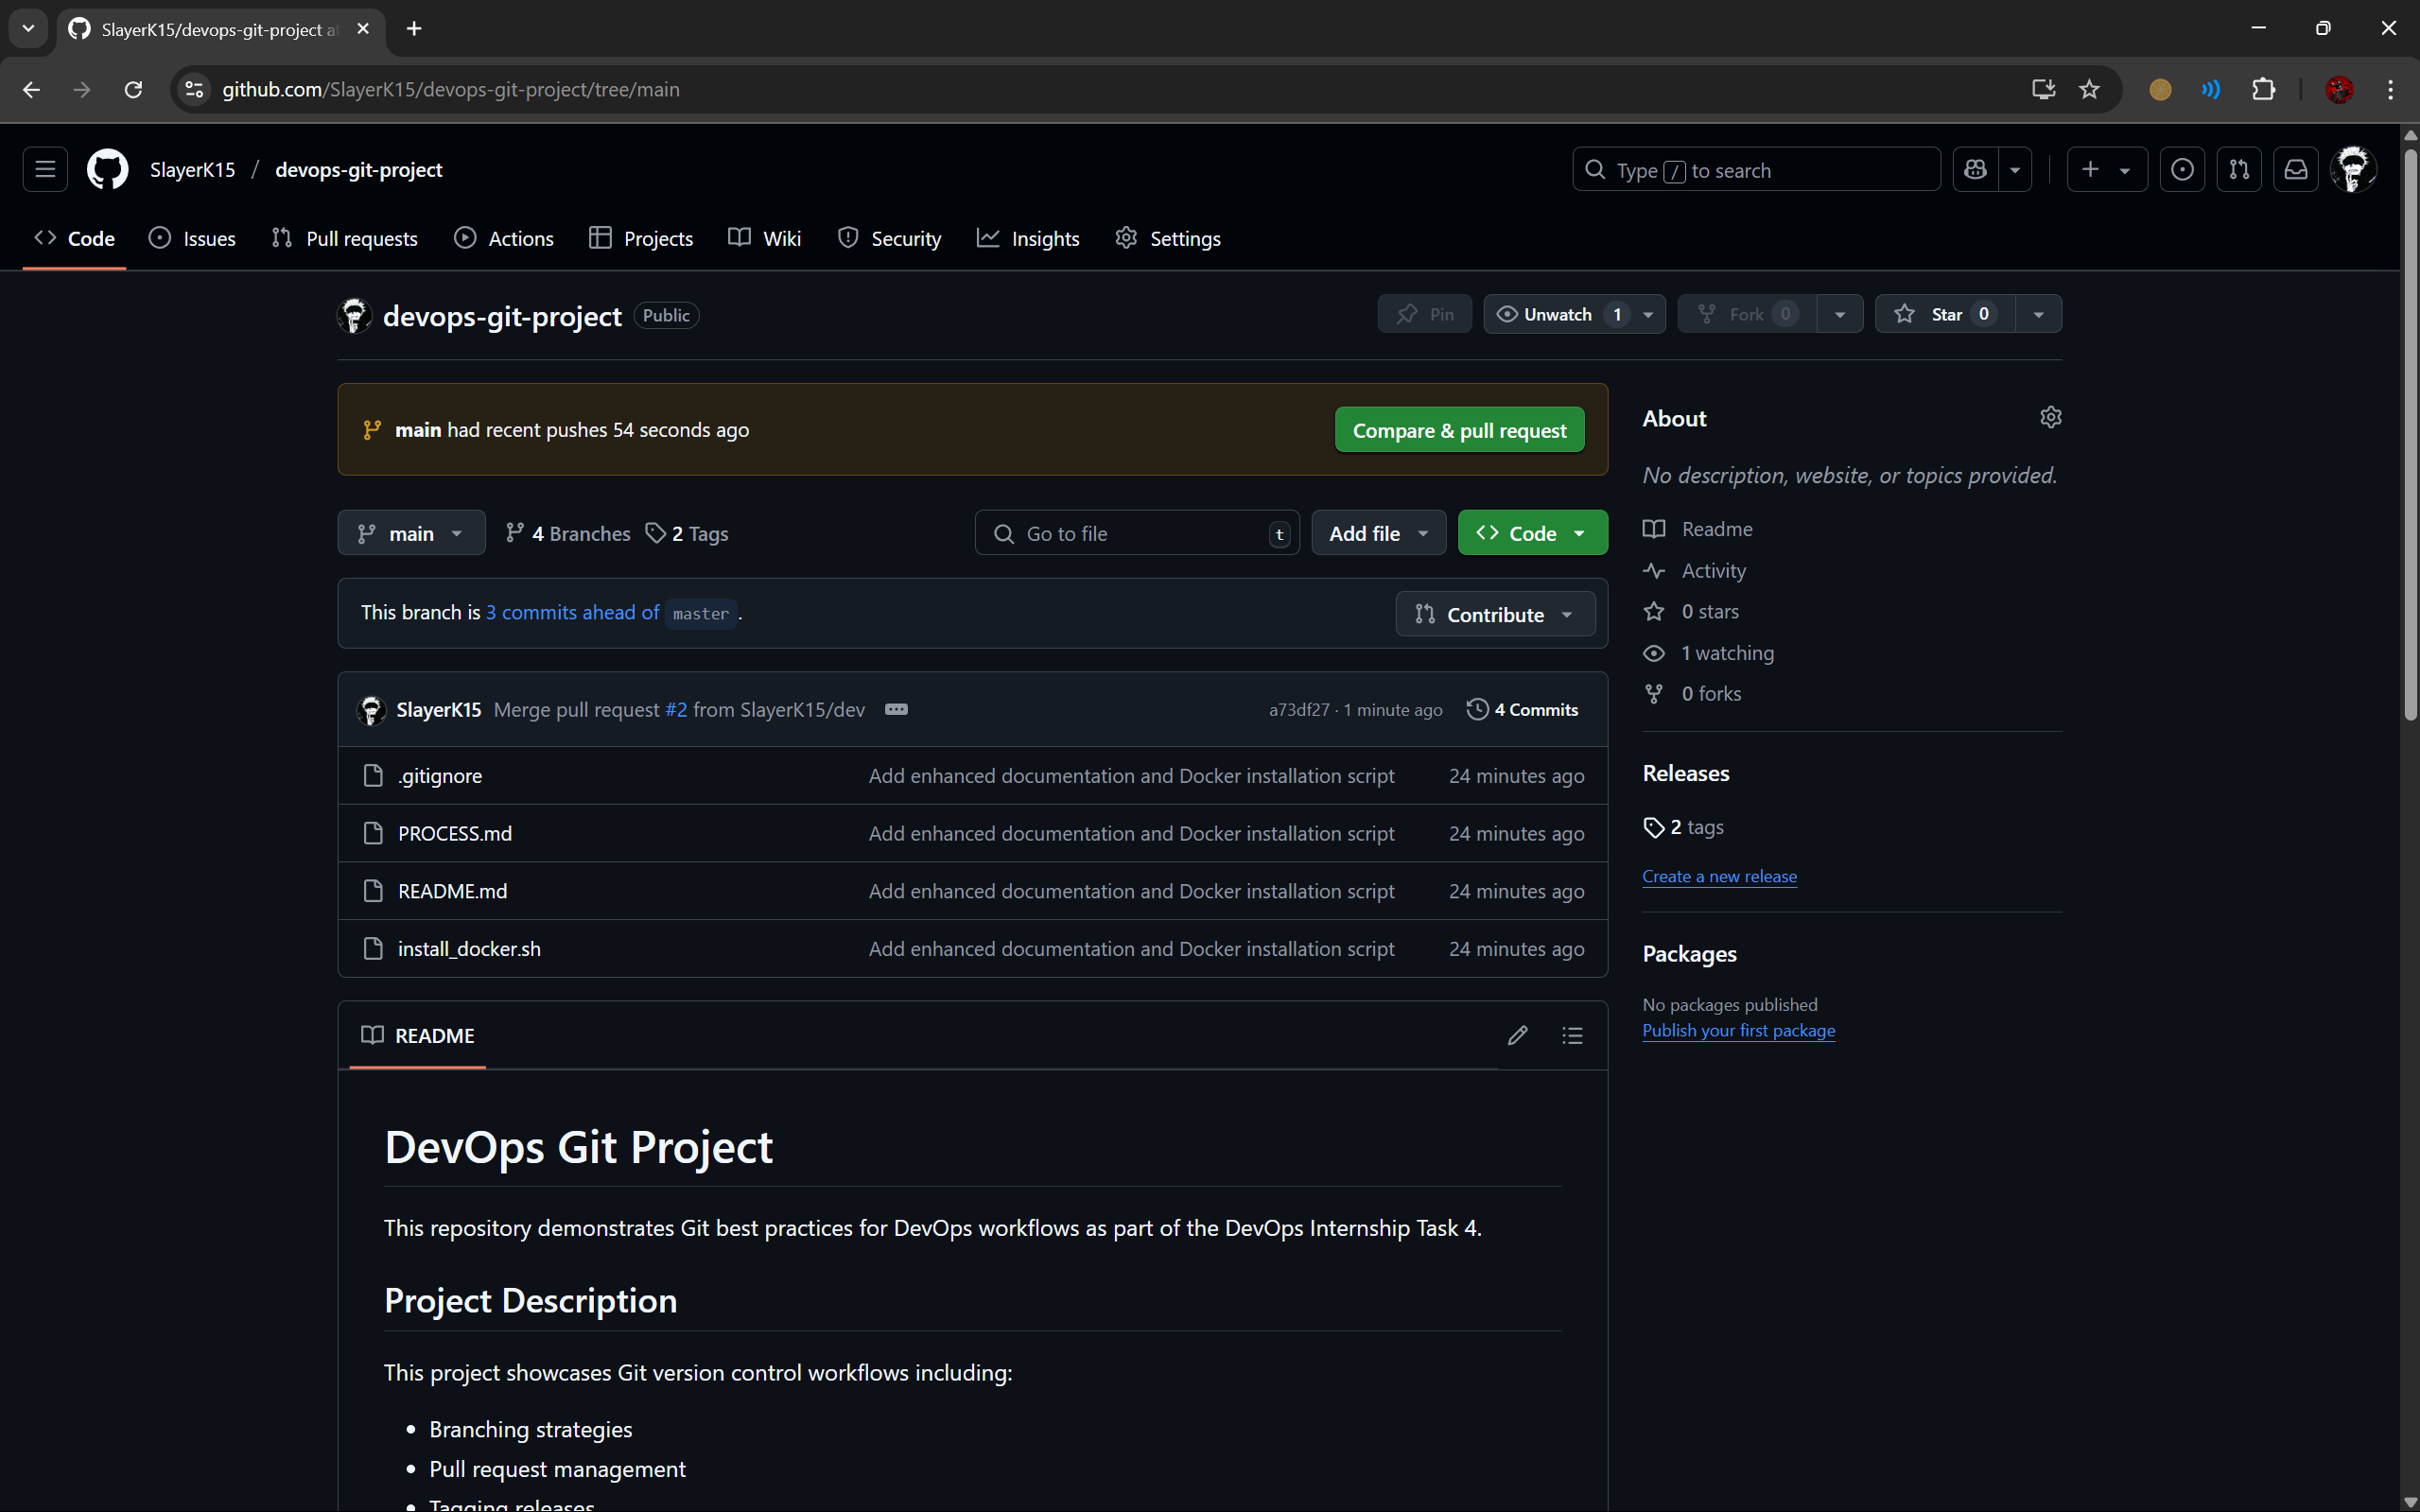 SlayerK15/devops-git-project a
github.com/SlayerK15/devops-git-project/tree/main
SlayerK15 / devops-git-project
Type / to search
Code
Issues
Pull requests
Actions
Projects
Wiki
Security
Insights
Settings
devops-git-project Public
Pin
Unwatch 1
Fork 0
Star 0
main had recent pushes 54 seconds ago
Compare & pull request
main
4 Branches
2 Tags
Go to file t
Add file
Code
This branch is 3 commits ahead of master .
Contribute
SlayerK15 Merge pull request #2 from SlayerK15/dev
a73df27 · 1 minute ago
4 Commits
.gitignore Add enhanced documentation and Docker installation script 24 minutes ago
PROCESS.md Add enhanced documentation and Docker installation script 24 minutes ago
README.md Add enhanced documentation and Docker installation script 24 minutes ago
install_docker.sh Add enhanced documentation and Docker installation script 24 minutes ago
README
DevOps Git Project
This repository demonstrates Git best practices for DevOps workflows as part of the DevOps Internship Task 4.
Project Description
This project showcases Git version control workflows including:
• Branching strategies
• Pull request management
• Tagging releases
About
No description, website, or topics provided.
Readme
Activity
0 stars
1 watching
0 forks
Releases
2 tags
Create a new release
Packages
No packages published
Publish your first package